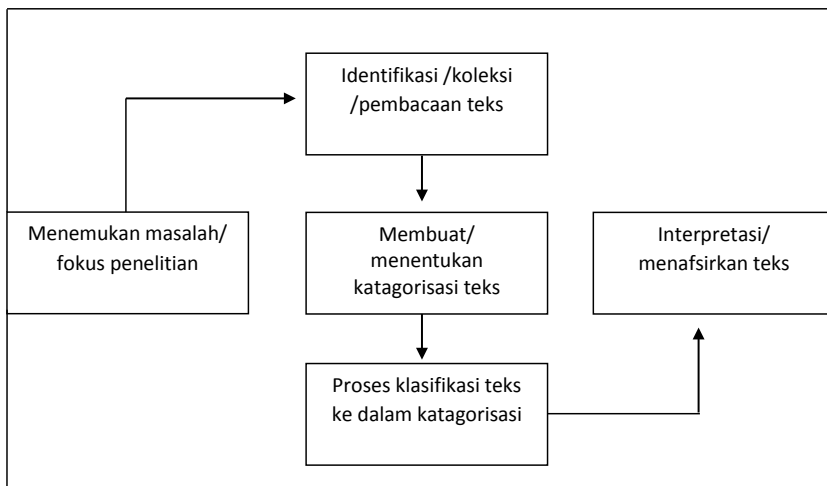 Identifikasi /koleksi
/pembacaan teks
Menemukan masalah/
fokus penelitian
Membuat/
menentukan
katagorisasi teks
Interpretasi/
menafsirkan teks
Proses klasifikasi teks
ke dalam katagorisasi